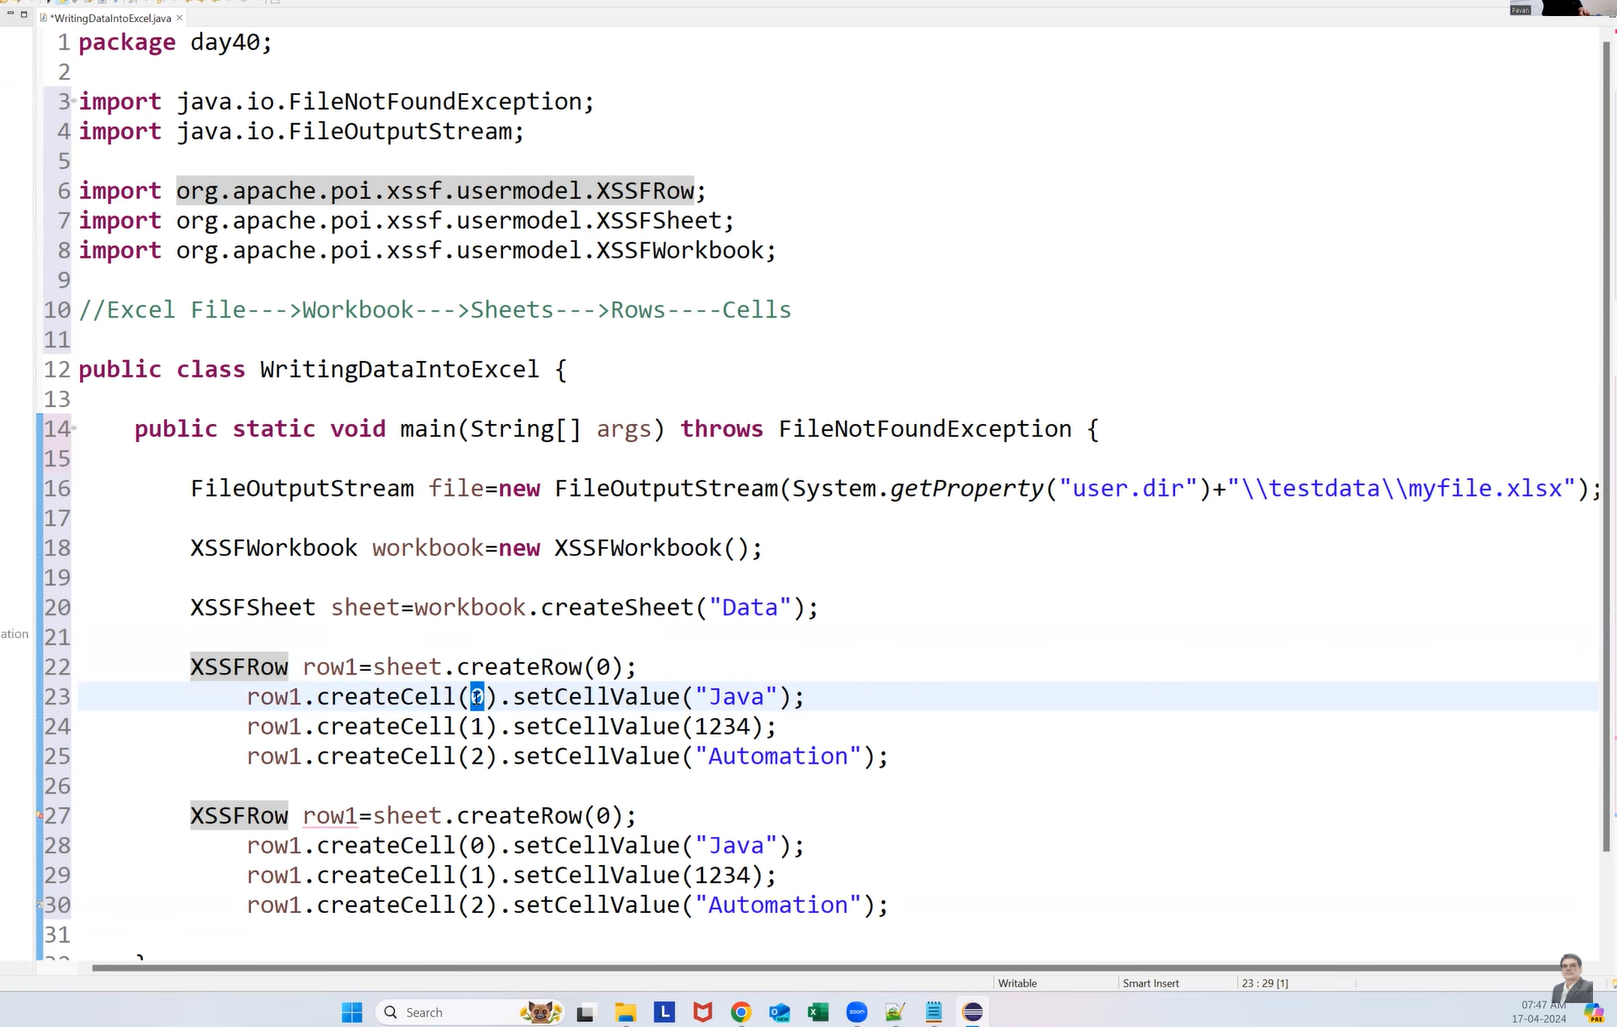 Pavan
*WritingDataIntoExcel.java
1 package day40;
2
3 import java.io.FileNotFoundException;
4 import java.io.FileOutputStream;
5
6 import org.apache.poi.xssf.usermodel.XSSFRow;
7 import org.apache.poi.xssf.usermodel.XSSFSheet;
8 import org.apache.poi.xssf.usermodel.XSSFWorkbook;
9
10 //Excel File--->Workbook--->Sheets--->Rows----Cells
11
12 public class WritingDataIntoExcel {
13
14 public static void main(String[] args) throws FileNotFoundException {
15
16 FileOutputStream file=new FileOutputStream(System.getProperty("user.dir")+"\\testdata\\myfile.xlsx");
17
18 XSSFWorkbook workbook=new XSSFWorkbook();
19
20 XSSFSheet sheet=workbook.createSheet("Data");
21
ation
22 XSSFRow row1=sheet.createRow(0);
23 row1.createCell(0).setCellValue("Java");
24 row1.createCell(1).setCellValue(1234);
25 row1.createCell(2).setCellValue("Automation");
26
27 XSSFRow row1=sheet.createRow(0);
28 row1.createCell(0).setCellValue("Java");
29 row1.createCell(1).setCellValue(1234);
30 row1.createCell(2).setCellValue("Automation");
31
32 }
Writable Smart Insert 23 : 29 [1]
Search
L
zoom
PRE
07:47 AM
17-04-2024